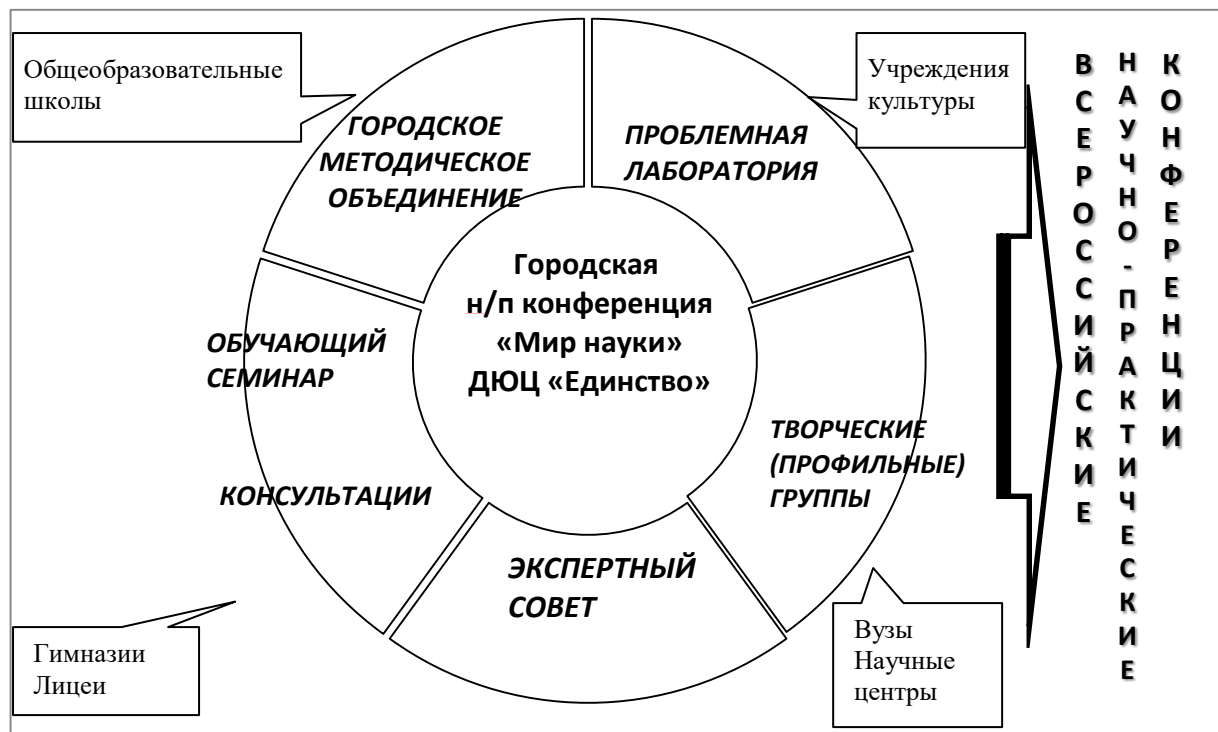 Общеобразовательные
школы
Учреждения
культуры
ГОРОДСКОЕ
МЕТОДИЧЕСКОЕ
ОБЪЕДИНЕНИЕ
ПРОБЛЕМНАЯ
ЛАБОРАТОРИЯ
Городская
н/п конференция
«Мир науки»
ДЮЦ «Единство»
ОБУЧАЮЩИЙ
СЕМИНАР
КОНСУЛЬТАЦИИ
ТВОРЧЕСКИЕ
(ПРОФИЛЬНЫЕ)
ГРУППЫ
ЭКСПЕРТНЫЙ
СОВЕТ
Гимназии
Лицеи
Вузы
Научные
центры
ВСЕРОССИЙСКИЕ
НАУЧНО-ПРАКТИЧЕСКИЕ
КОНФЕРЕНЦИИ